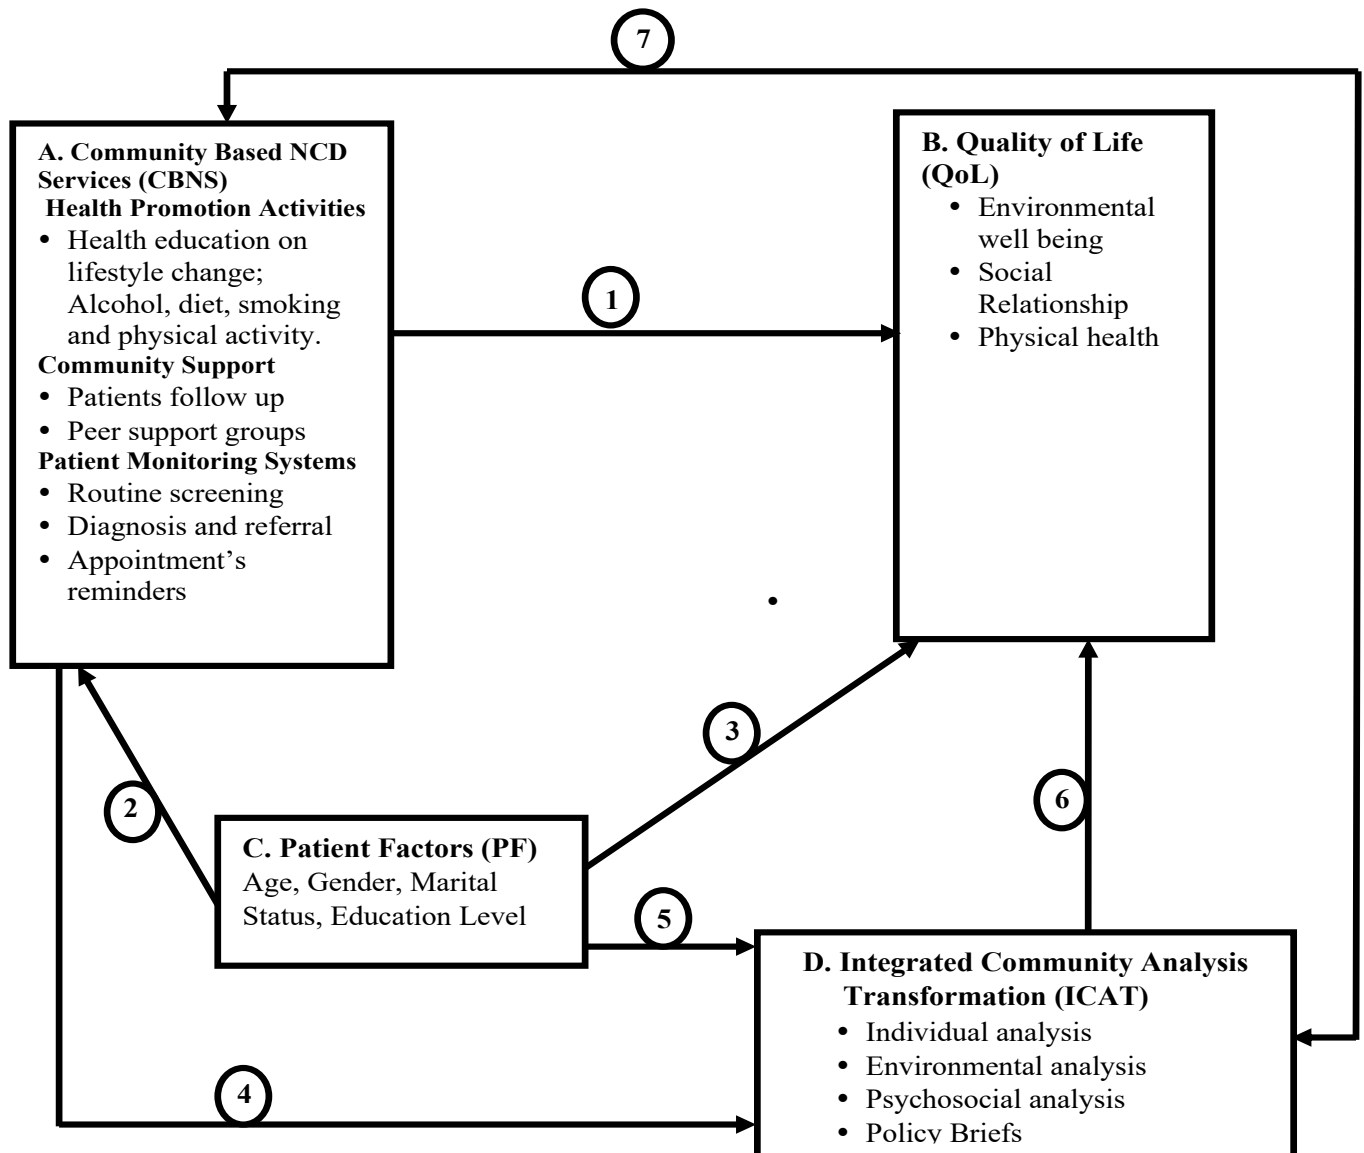 7
A. Community Based NCD
Services (CBNS)
Health Promotion Activities
• Health education on
lifestyle change;
Alcohol, diet, smoking
and physical activity.
Community Support
• Patients follow up
• Peer support groups
Patient Monitoring Systems
• Routine screening
• Diagnosis and referral
• Appointment’s
reminders
B. Quality of Life
(QoL)
• Environmental
well being
• Social
Relationship
• Physical health
1
•
3
2
6
C. Patient Factors (PF)
Age, Gender, Marital
Status, Education Level
5
D. Integrated Community Analysis
Transformation (ICAT)
• Individual analysis
• Environmental analysis
• Psychosocial analysis
• Policy Briefs
4